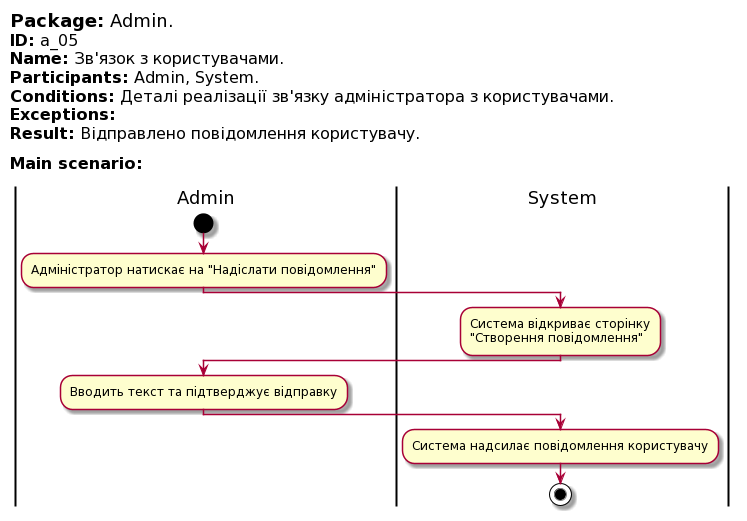 Package: Admin.
ID: a_05
Name: Зв'язок з користувачами.
Participants: Admin, System.
Conditions: Деталі реалізації зв'язку адміністратора з користувачами.
Exceptions:
Result: Відправлено повідомлення користувачу.
Main scenario:
Admin
System
Адміністратор натискає на "Надіслати повідомлення"
Система відкриває сторінку
"Створення повідомлення"
Вводить текст та підтверджує відправку
Система надсилає повідомлення користувачу